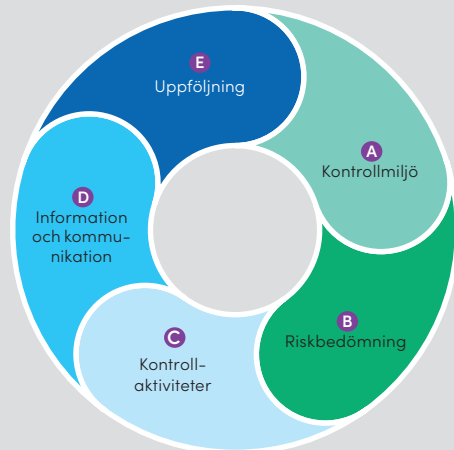 A
Kontrollmiljö
B
Riskbedömning
C
Kontroll-
aktiviteter
D
Information
och kommu-
nikation
E
Uppföljning